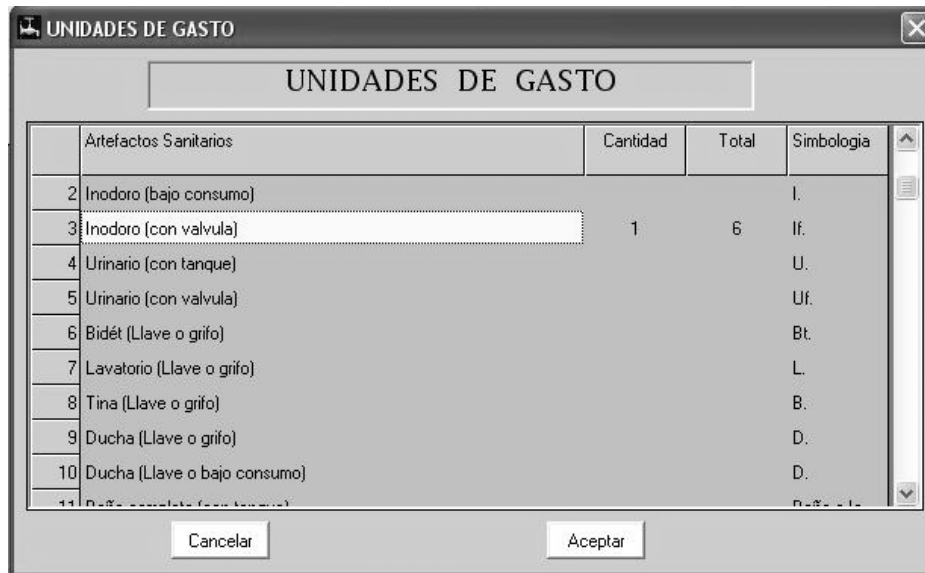 UNIDADES DE GASTO
UNIDADES DE GASTO
Artefactos Sanitarios Cantidad Total Simbologia
2 Inodoro (bajo consumo) I.
3 Inodoro (con valvula) 1 6 If.
4 Urinario (con tanque) U.
5 Urinario (con valvula) Uf.
6 Bidét (Llave o grifo) Bt.
7 Lavatorio (Llave o grifo) L.
8 Tina (Llave o grifo) B.
9 Ducha (Llave o grifo) D.
10 Ducha (Llave o bajo consumo) D.
11
Cancelar Aceptar